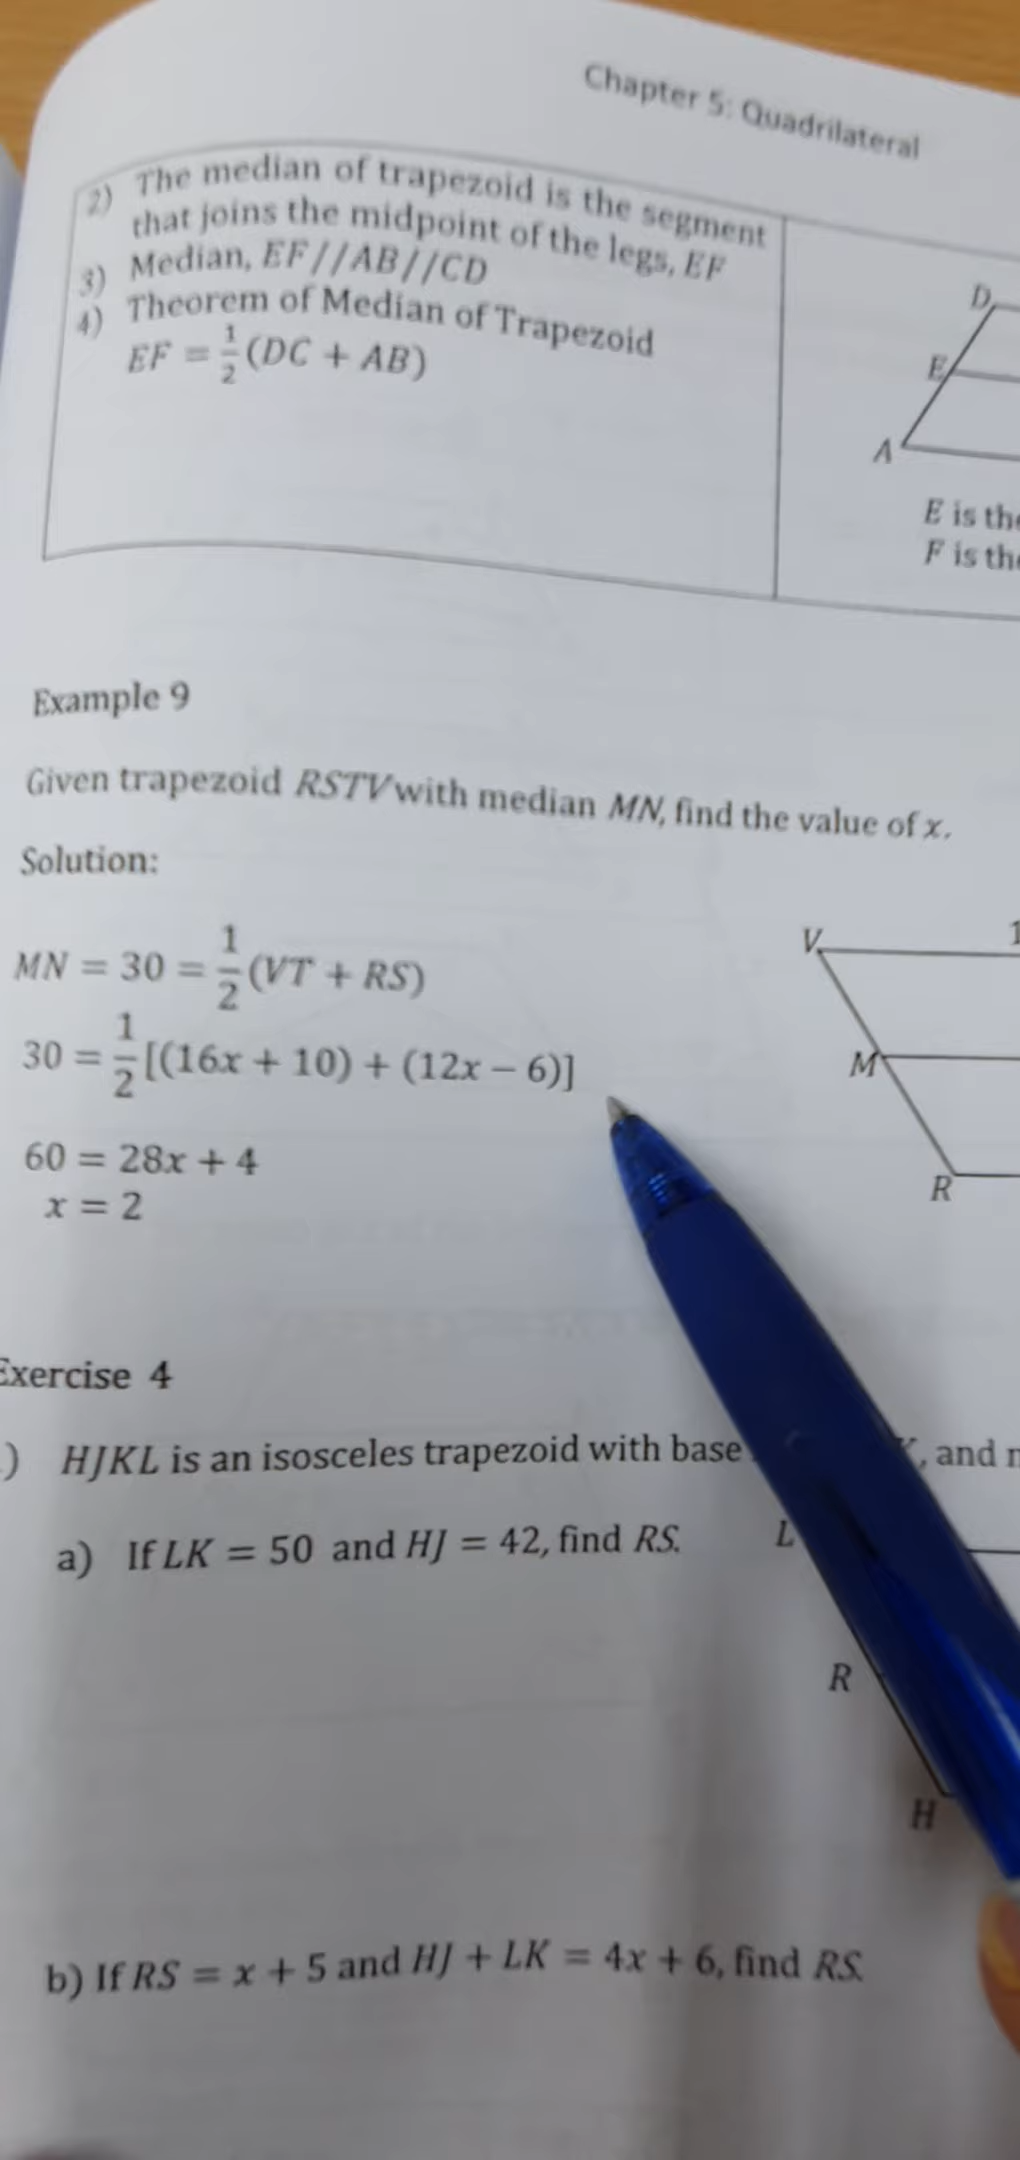 Chapter 5: Quadrilateral
2) The median of trapezoid is the segment
that joins the midpoint of the legs, EF
3) Median, EF//AB//CD
4) Theorem of Median of Trapezoid
EF = 1/2 (DC + AB)
D
E
A
E is the
F is the
Example 9
Given trapezoid RSTV with median MN, find the value of x.
Solution:
MN = 30 = 1/2 (VT + RS)
30 = 1/2 [(16x + 10) + (12x – 6)]
60 = 28x + 4
x = 2
V
1
M
R
Exercise 4
) HJKL is an isosceles trapezoid with base , and
a) If LK = 50 and HJ = 42, find RS.
L
R
H
b) If RS = x + 5 and HJ + LK = 4x + 6, find RS.